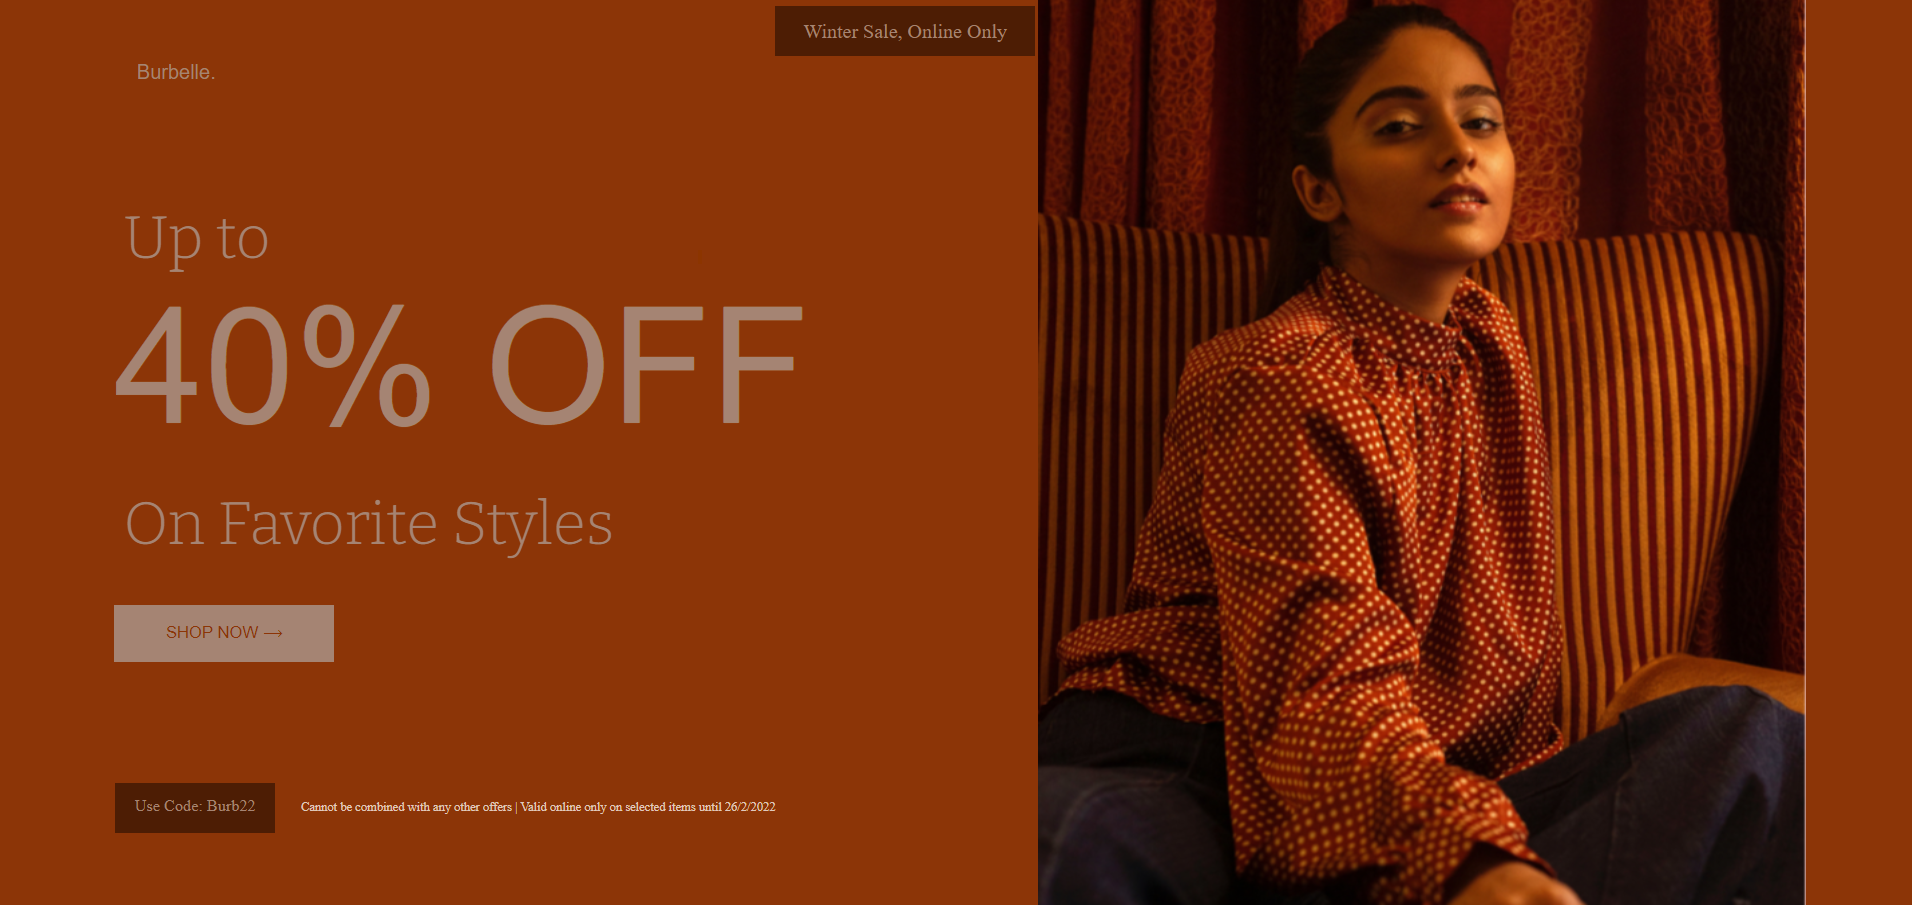 Winter Sale, Online Only
Burbelle.
Up to
40% OFF
On Favorite Styles
SHOP NOW →
Use Code: Burb22
Cannot be combined with any other offers | Valid online only on selected items until 26/2/2022